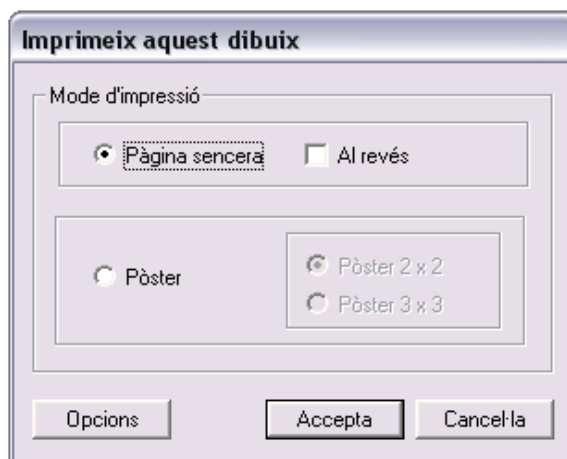 Imprimeix aquest dibuix
Mode d'impressió
Pàgina sencera Al revés
Pòster
Pòster 2 x 2
Pòster 3 x 3
Opcions Accepta Cancel·la